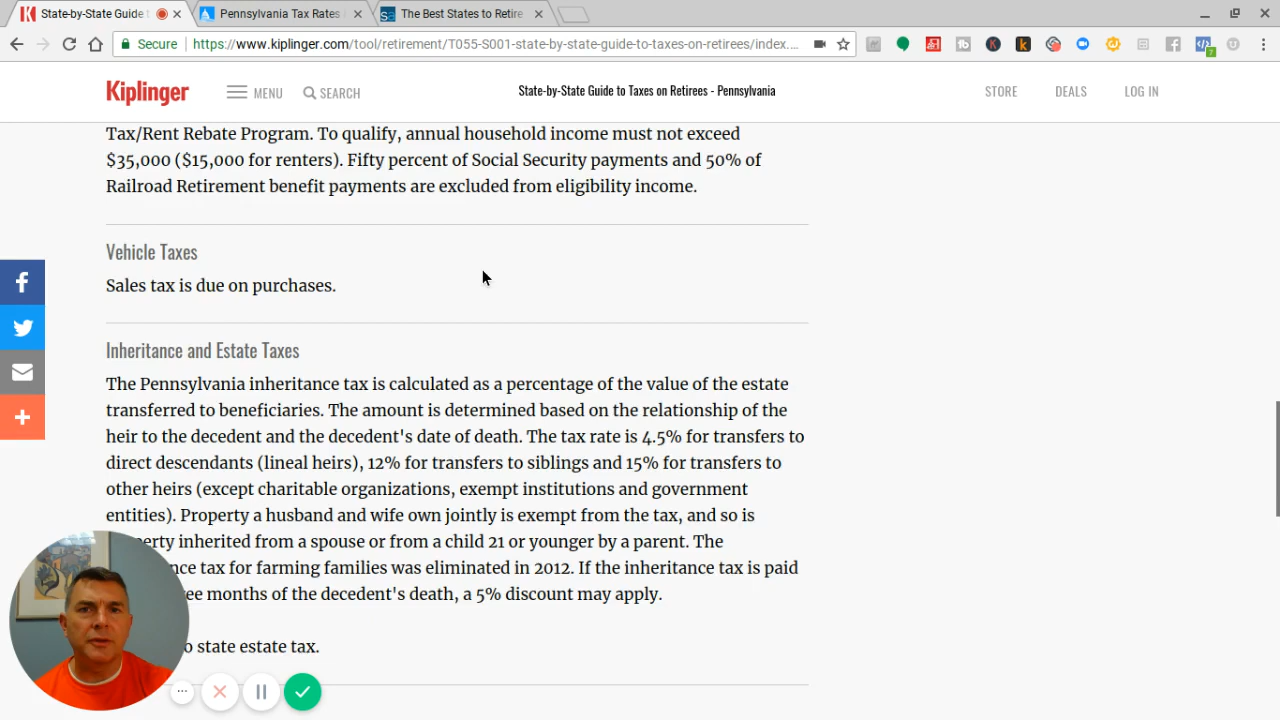 State-by-State Guide t
Pennsylvania Tax Rates
The Best States to Retire
Secure
https://www.kiplinger.com/tool/retirement/T055-S001-state-by-state-guide-to-taxes-on-retirees/index....
Kiplinger
MENU
SEARCH
State-by-State Guide to Taxes on Retirees - Pennsylvania
STORE
DEALS
LOG IN
Tax/Rent Rebate Program. To qualify, annual household income must not exceed
$35,000 ($15,000 for renters). Fifty percent of Social Security payments and 50% of
Railroad Retirement benefit payments are excluded from eligibility income.
Vehicle Taxes
Sales tax is due on purchases.
Inheritance and Estate Taxes
The Pennsylvania inheritance tax is calculated as a percentage of the value of the estate
transferred to beneficiaries. The amount is determined based on the relationship of the
heir to the decedent and the decedent's date of death. The tax rate is 4.5% for transfers to
direct descendants (lineal heirs), 12% for transfers to siblings and 15% for transfers to
other heirs (except charitable organizations, exempt institutions and government
entities). Property a husband and wife own jointly is exempt from the tax, and so is
perty inherited from a spouse or from a child 21 or younger by a parent. The
nce tax for farming families was eliminated in 2012. If the inheritance tax is paid
ee months of the decedent's death, a 5% discount may apply.
o state estate tax.